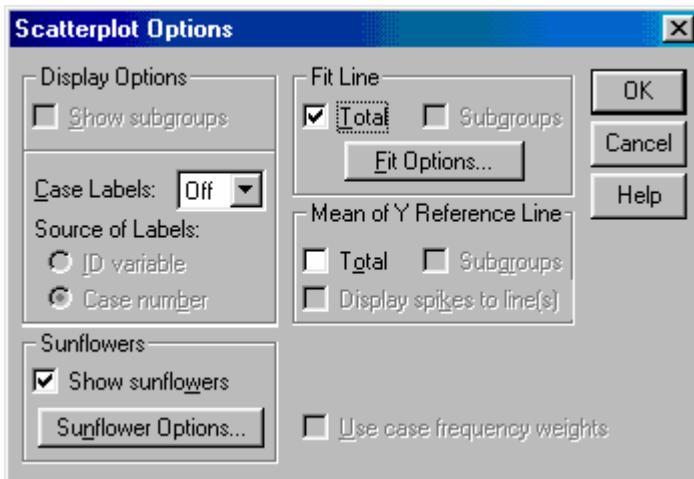 Scatterplot Options
Display Options
Show subgroups
Case Labels: Off
Source of Labels:
ID variable
Case number
Sunflowers
Show sunflowers
Sunflower Options...
Fit Line
Total Subgroups
Fit Options...
Mean of Y Reference Line
Total Subgroups
Display spikes to line(s)
Use case frequency weights
OK
Cancel
Help